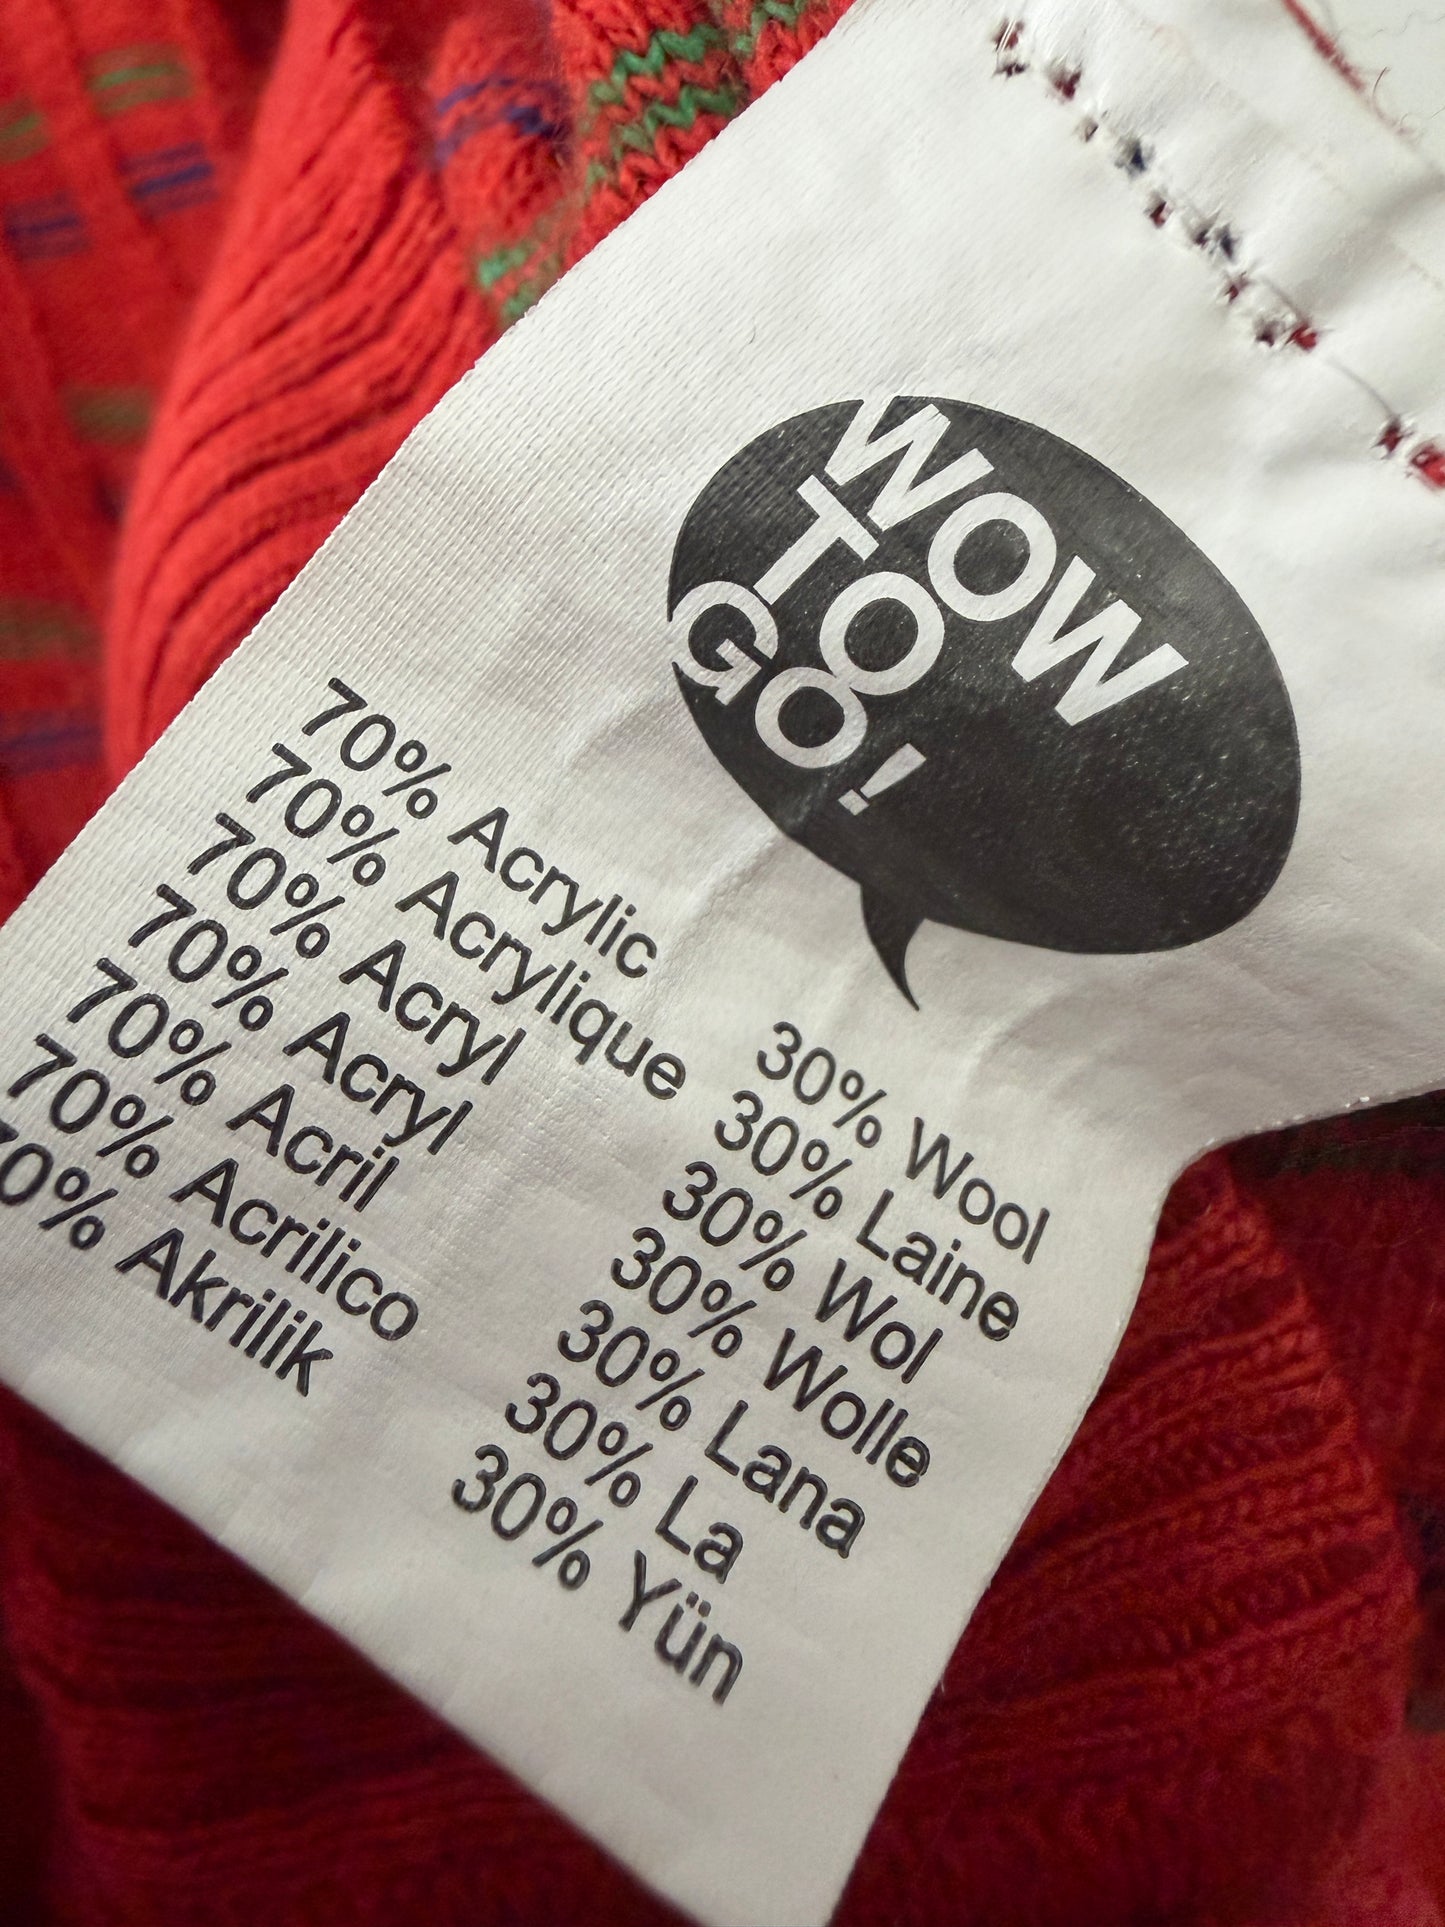 WOW
TO
GO!
70% Acrylic
70% Acrylique
70% Acryl
70% Acryl
70% Acril
70% Acrilico
70% Akrilik
30% Wool
30% Laine
30% Wol
30% Wolle
30% Lana
30% La
30% Yün